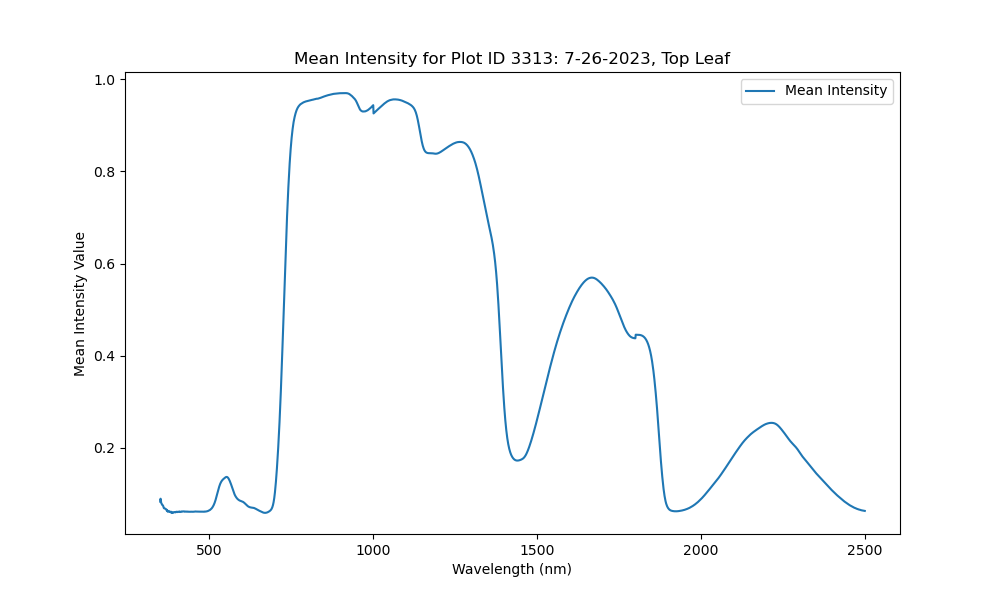 Mean Intensity for Plot ID 3313: 7-26-2023, Top Leaf
Mean Intensity
1.0
0.8
0.6
0.4
0.2
Mean Intensity Value
500 1000 1500 2000 2500
Wavelength (nm)